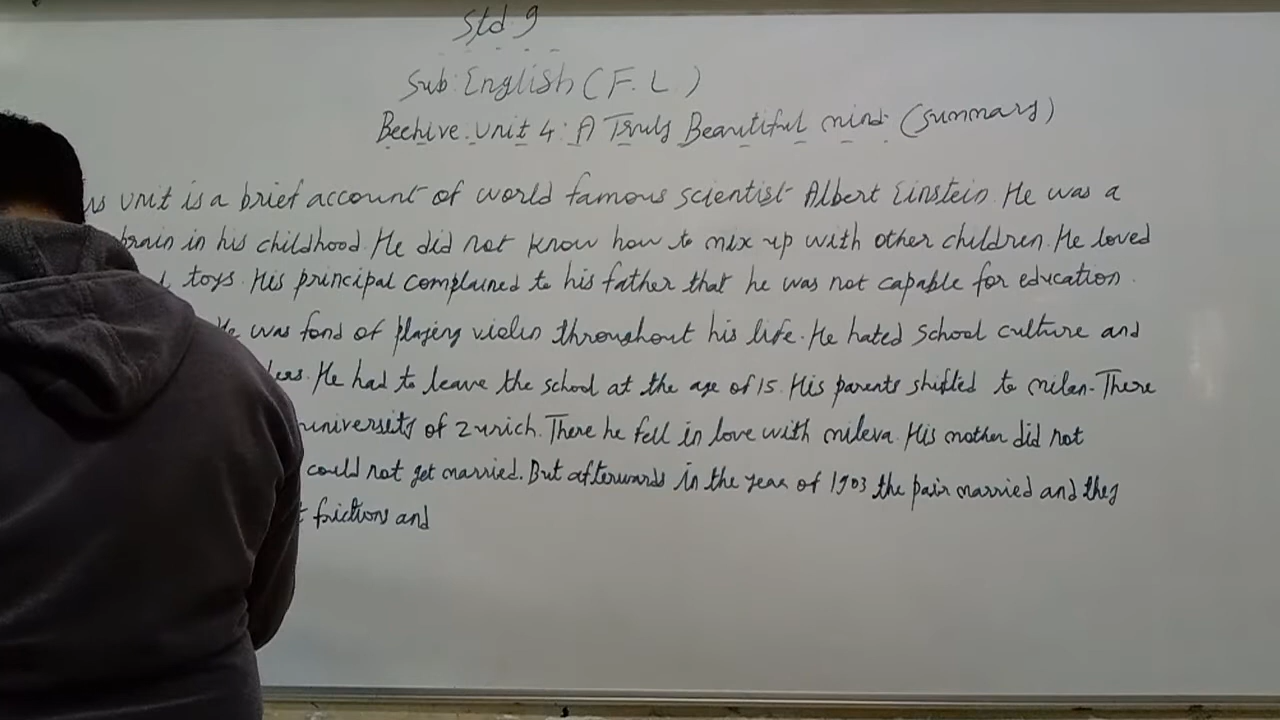 Std 9
Sub: English (F. L)
Beehive. Unit 4: A Truly Beautiful mind. (Summary)
unit is a brief account of world famous scientist Albert Einstein. He was a
brain in his childhood. He did not know how to mix up with other children. He loved
toys. His principal complained to his father that he was not capable for education.
He was fond of playing violin throughout his life. He hated school culture and
He had to leave the school at the age of 15. His parents shifted to milan. There
university of Zurich. There he fell in love with mileva. His mother did not
could not get married. But afterwards in the year of 1903 the pair married and they
frictions and